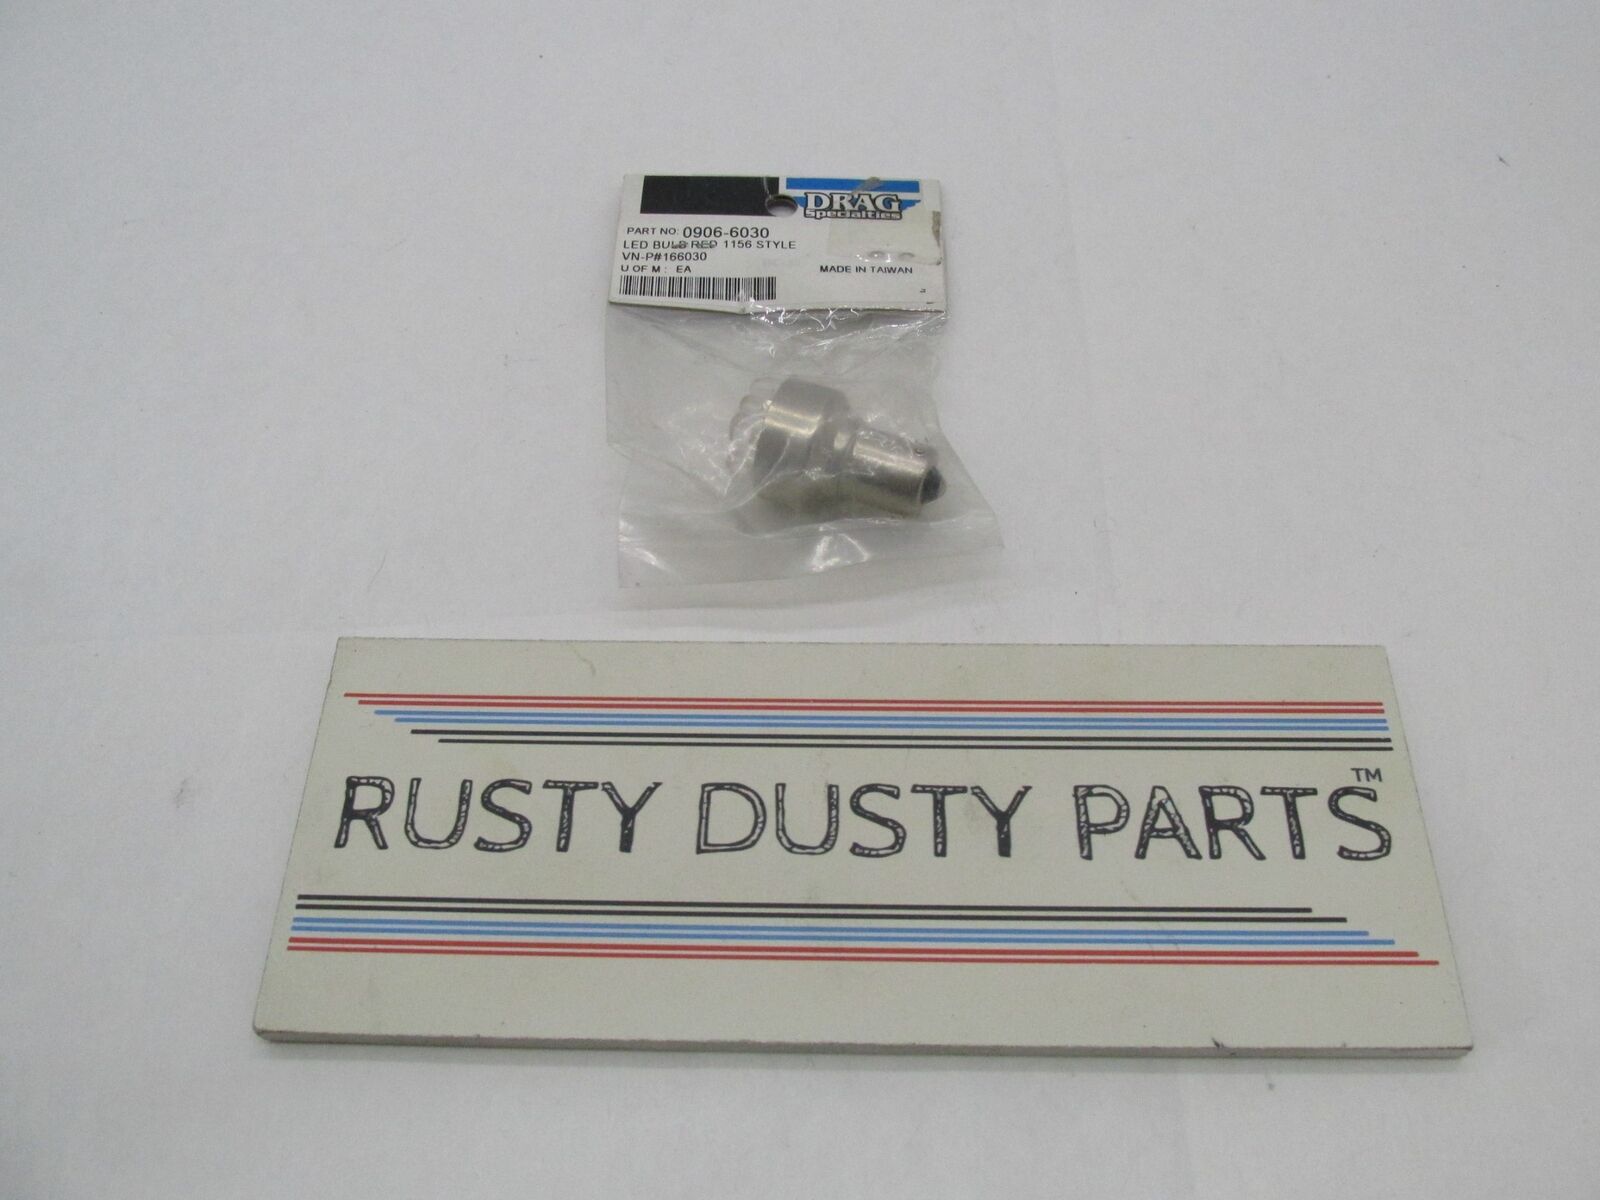 DRAG
Specialties
PART NO: 0906-6030
LED BULB RED 1156 STYLE
VN-P#166030
U OF M: EA
MADE IN TAIWAN
RUSTY DUSTY PARTS™